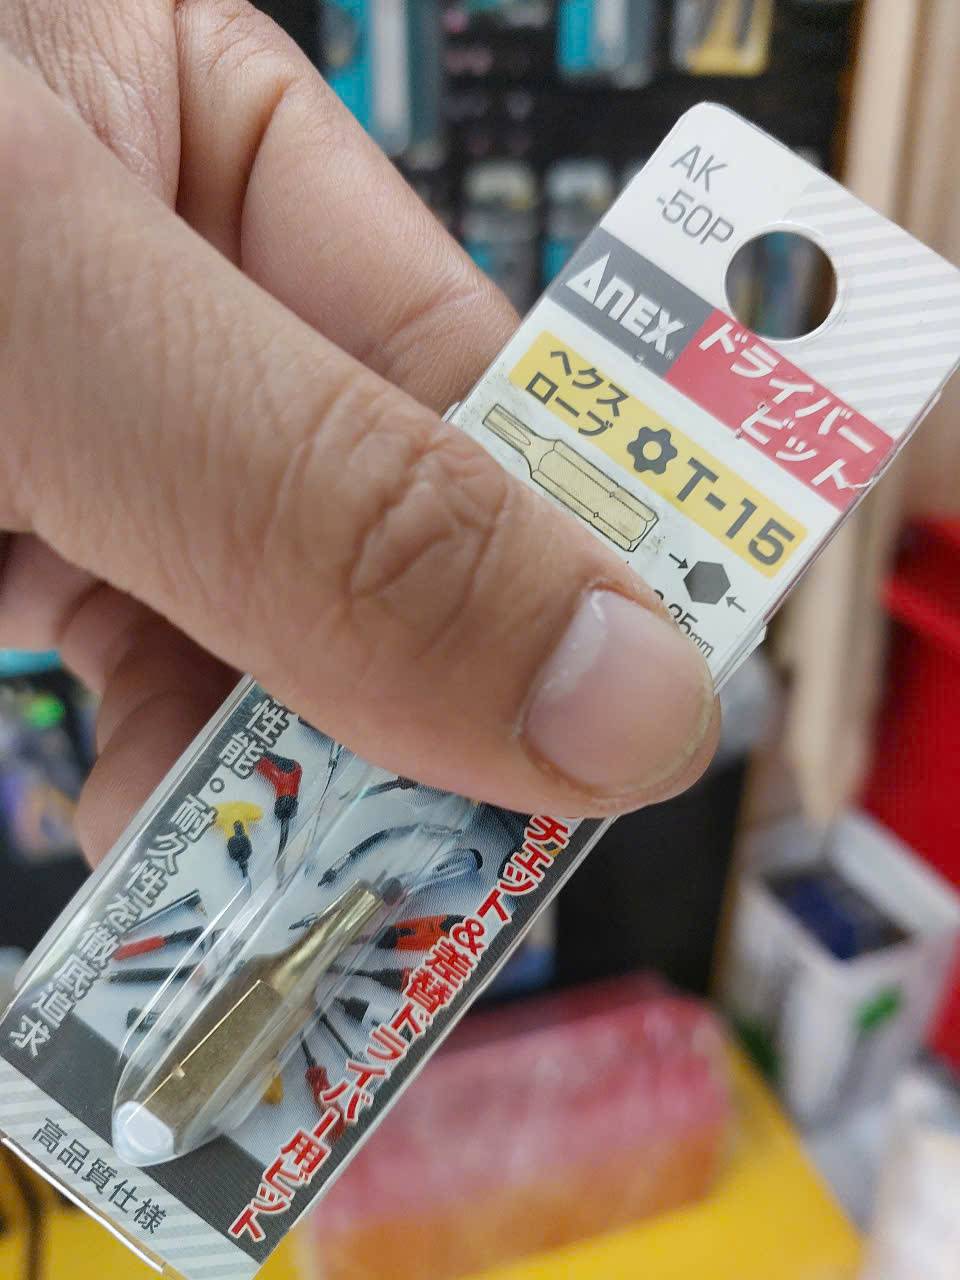 AK
-50P
ANEX®
ドライバー
ビット
ヘクス
ローブ
T-15
.35mm
性能。耐久性を徹底追求
チェット&差替ドライバー用ビット
高品質仕様